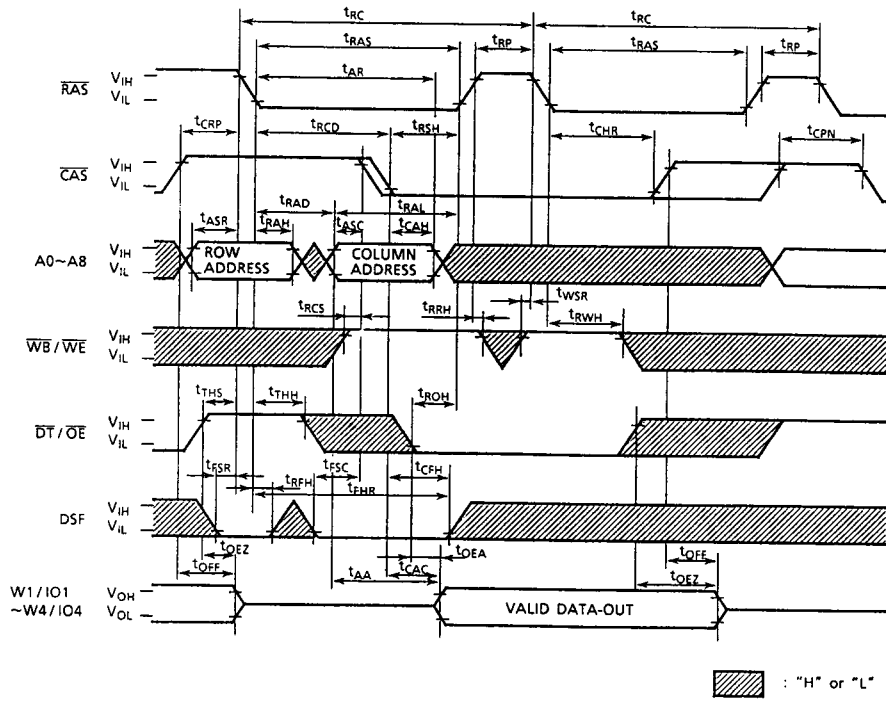 tRC tRC
tRAS tRP tRAS tRP
tAR
RAS VIH
VIL
tCRP tRCD tRSH tCHR tCPN
CAS VIH
VIL
tRAD tRAL
tASR tRAH tASC tCAH
A0~A8 VIH
VIL
ROW ADDRESS
COLUMN ADDRESS
tRCS tRRH tWSR tRWH
WB/WE VIH
VIL
tTHS tTHH tROH
DT/OE VIH
VIL
tFSR tRFH tFSC tCFH
tFHR
DSF VIH
VIL
tOEZ tOEA tOFF
tOFF tAA tCAC tOEZ
W1/IO1
~W4/IO4
VOH
VOL
VALID DATA-OUT
: "H" or "L"